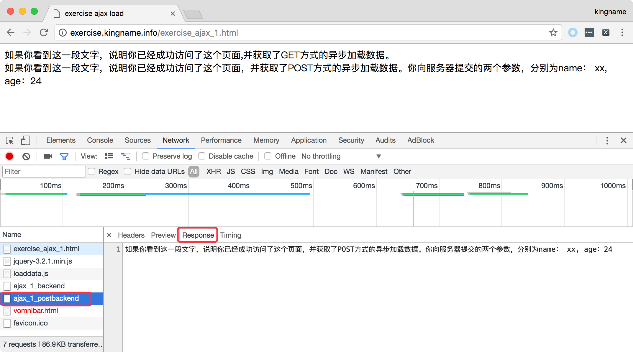 exercise ajax load
kingname
exercise.kingname.info/exercise_ajax_1.html
如果你看到这一段文字，说明你已经成功访问了这个页面,并获取了GET方式的异步加载数据。
如果你看到这一段文字，说明你已经成功访问了这个页面，并获取了POST方式的异步加载数据。你向服务器提交的两个参数，分别为name： xx,
age：24
Elements Console Sources Network Performance Memory Application Security Audits AdBlock
View: Preserve log Disable cache Offline No throttling
Filter Regex Hide data URLs All XHR JS CSS Img Media Font Doc WS Manifest Other
100ms 200ms 300ms 400ms 500ms 600ms 700ms 800ms 900ms 1000ms
Name Headers Preview Response Timing
exercise_ajax_1.html
1 如果你看到这一段文字，说明你已经成功访问了这个页面，并获取了POST方式的异步加载数据。你向服务器提交的两个参数，分别为name： xx, age：24
jquery-3.2.1.min.js
loaddata.js
ajax_1_backend
ajax_1_postbackend
vomnibar.html
favicon.ico
7 requests | 86.9KB transferre...